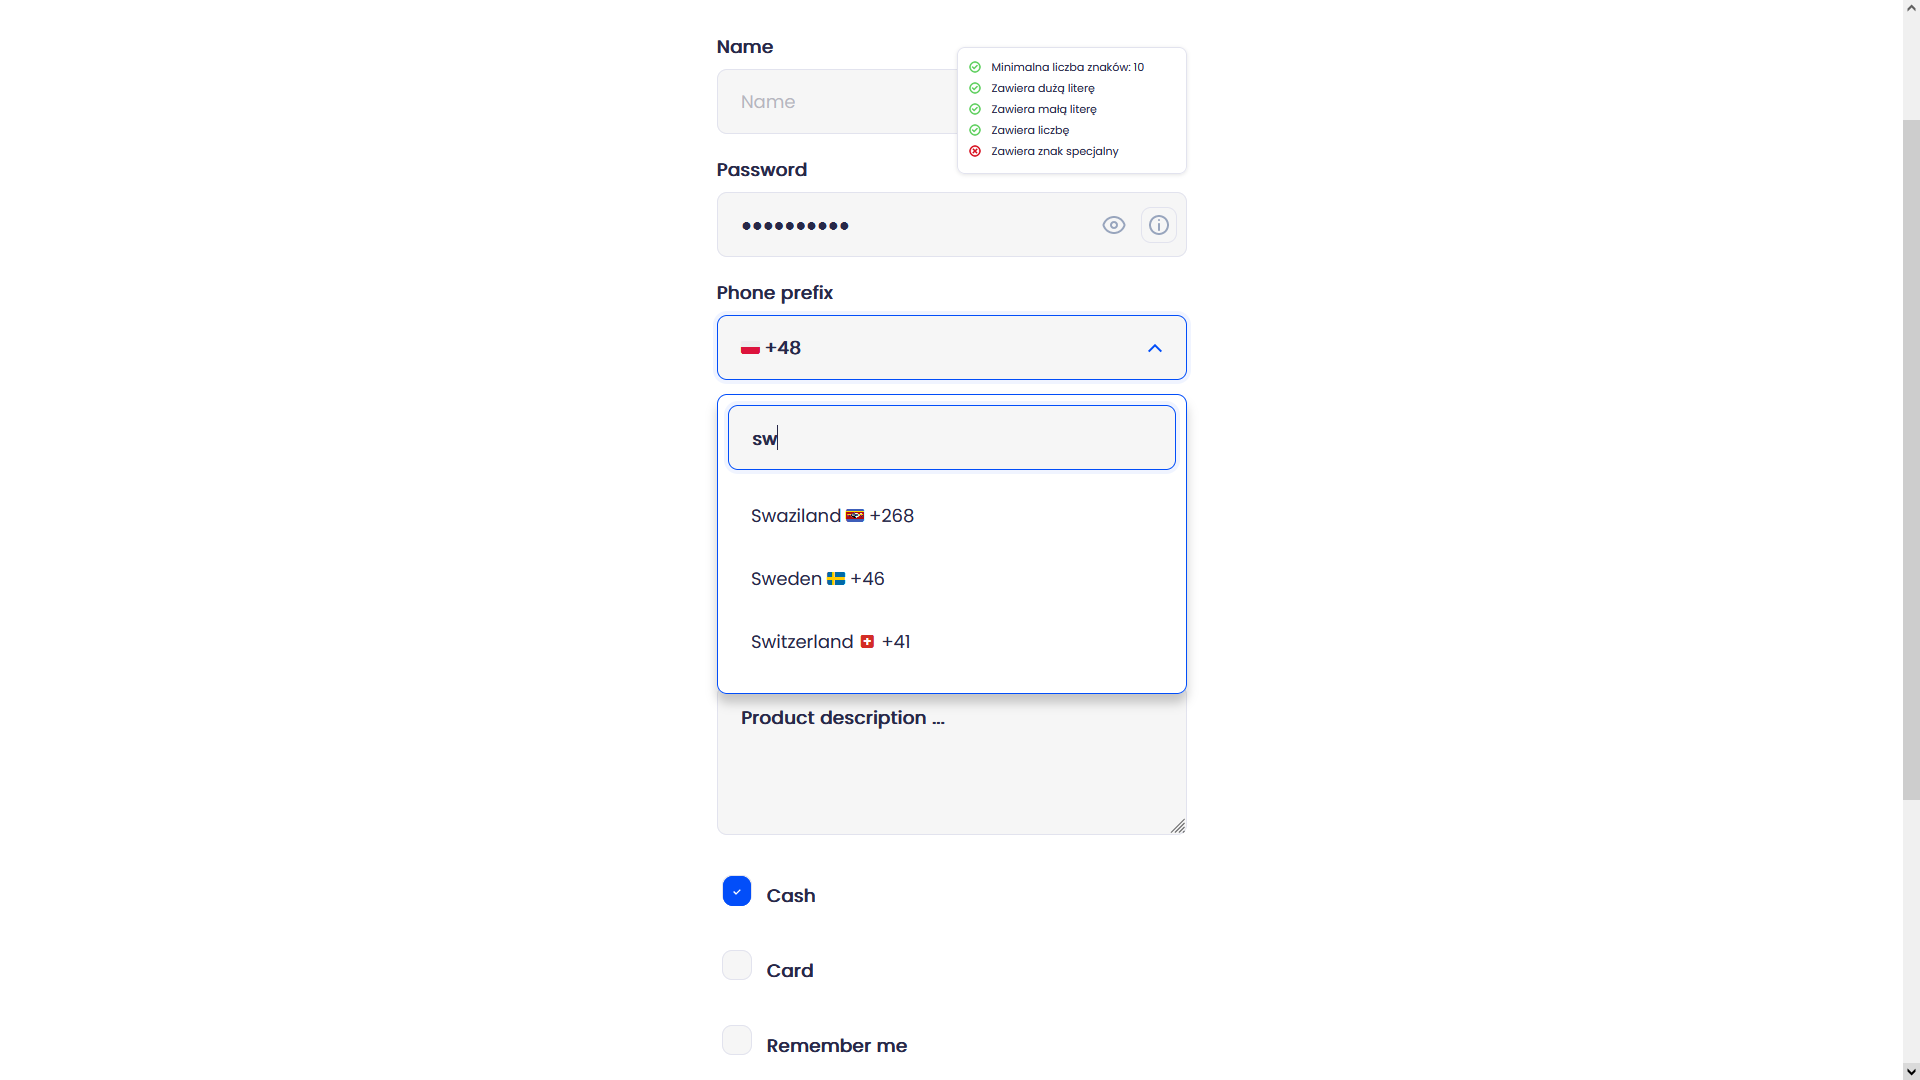 Name
Name
Minimalna liczba znaków: 10
Zawiera dużą literę
Zawiera małą literę
Zawiera liczbę
Zawiera znak specjalny
Password
Phone prefix
+48
sw
Swaziland +268
Sweden +46
Switzerland +41
Product description ...
Cash
Card
Remember me